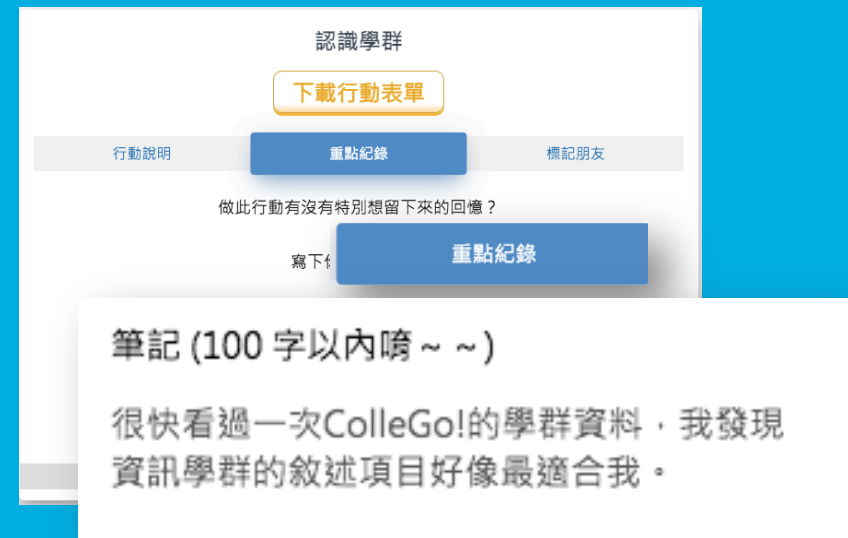 認識學群
下載行動表單
行動說明
重點紀錄
標記朋友
做此行動有沒有特別想留下來的回憶？
寫下
重點紀錄
筆記 (100 字以內唷~~)
很快看過一次ColleGo!的學群資料，我發現
資訊學群的敘述項目好像最適合我。